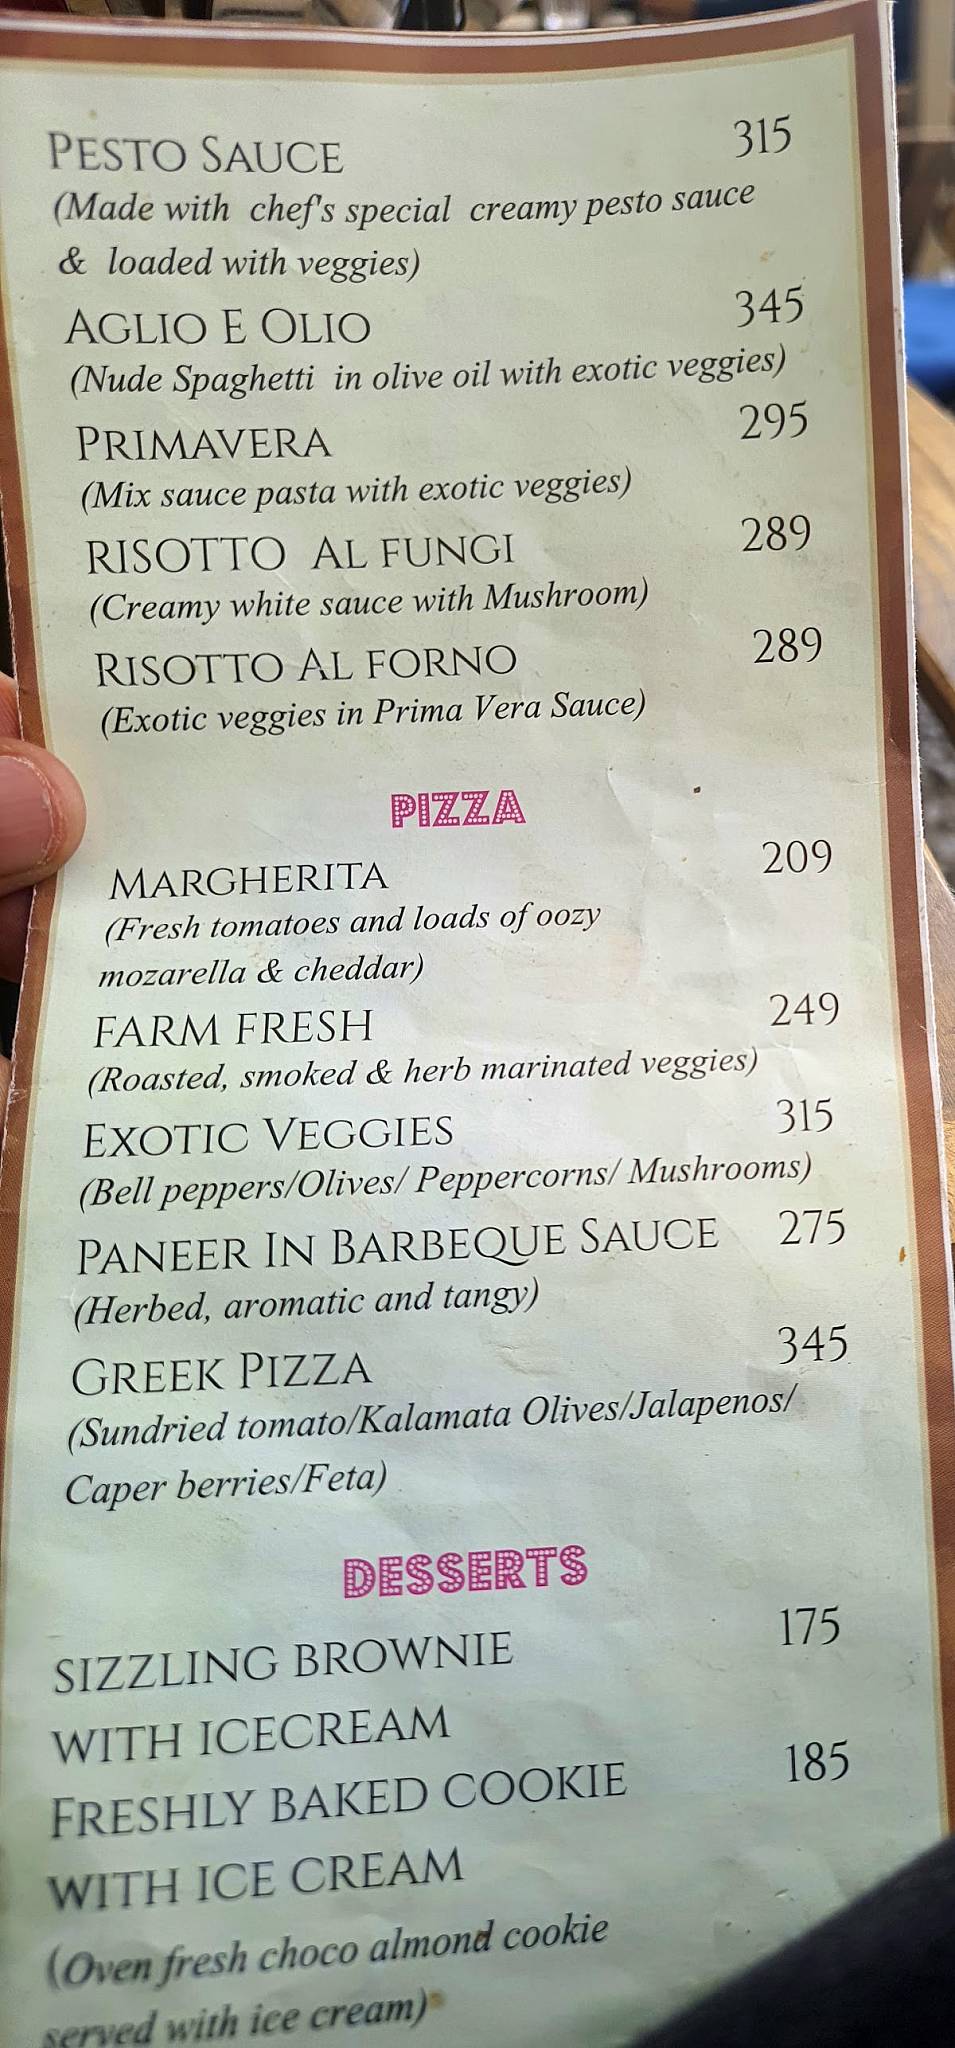 PESTO SAUCE 315
(Made with chef's special creamy pesto sauce
& loaded with veggies)
AGLIO E OLIO 345
(Nude Spaghetti in olive oil with exotic veggies)
PRIMAVERA 295
(Mix sauce pasta with exotic veggies)
RISOTTO AL FUNGI 289
(Creamy white sauce with Mushroom)
RISOTTO AL FORNO 289
(Exotic veggies in Prima Vera Sauce)
PIZZA
MARGHERITA 209
(Fresh tomatoes and loads of oozy
mozarella & cheddar)
FARM FRESH 249
(Roasted, smoked & herb marinated veggies)
EXOTIC VEGGIES 315
(Bell peppers/Olives/ Peppercorns/ Mushrooms)
PANEER IN BARBEQUE SAUCE 275
(Herbed, aromatic and tangy)
GREEK PIZZA 345
(Sundried tomato/Kalamata Olives/Jalapenos/
Caper berries/Feta)
DESSERTS
SIZZLING BROWNIE 175
WITH ICECREAM
FRESHLY BAKED COOKIE 185
WITH ICE CREAM
(Oven fresh choco almond cookie
served with ice cream)